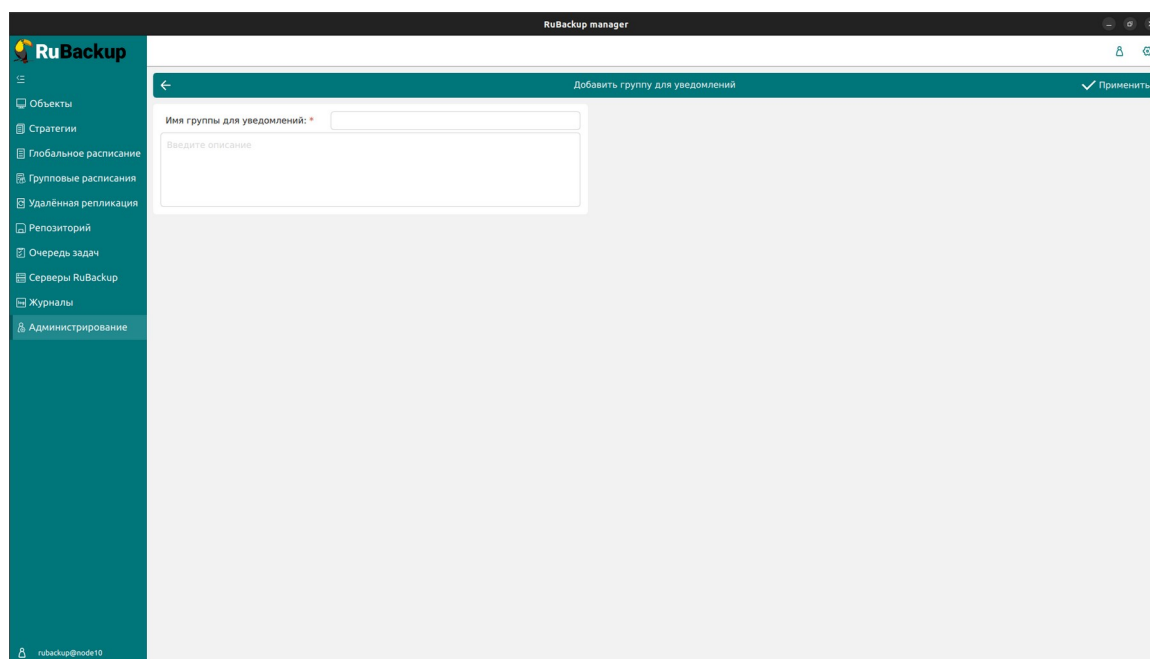 RuBackup manager
RuBackup
Добавить группу для уведомлений
Применить
Объекты
Стратегии
Глобальное расписание
Групповые расписания
Удалённая репликация
Репозиторий
Очередь задач
Серверы RuBackup
Журналы
Администрирование
Имя группы для уведомлений: *
Введите описание
rubackup@node10